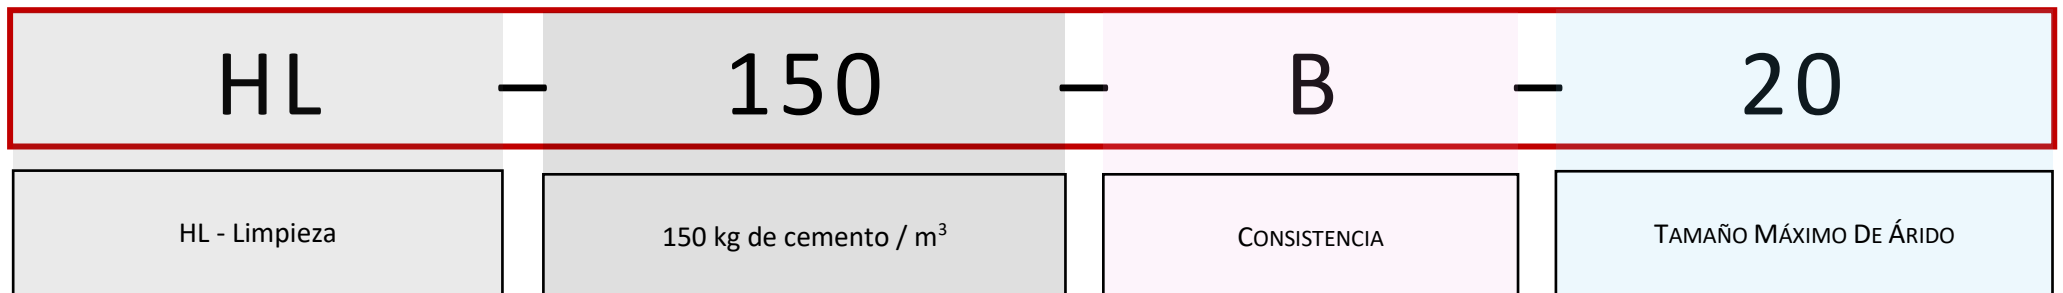 HL – 150 – B – 20
HL - Limpieza
150 kg de cemento / m³
CONSISTENCIA
TAMAÑO MÁXIMO DE ÁRIDO